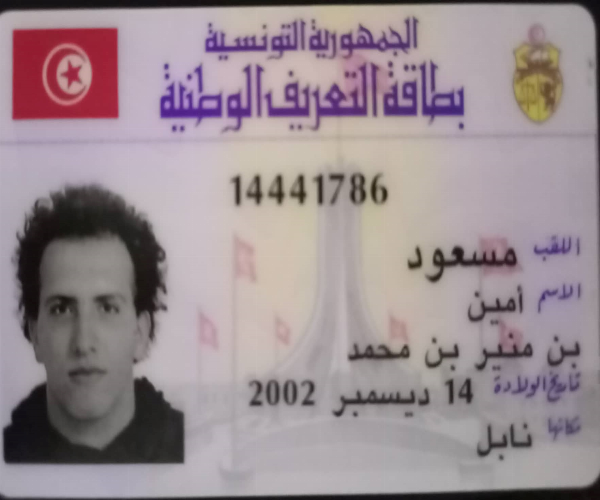 الجمهورية التونسية
بطاقة التعريف الوطنية
14441786
اللقب مسعود
الاسم أمين
بن منير بن محمد
تاريخ الولادة 14 ديسمبر 2002
مكانها نابل